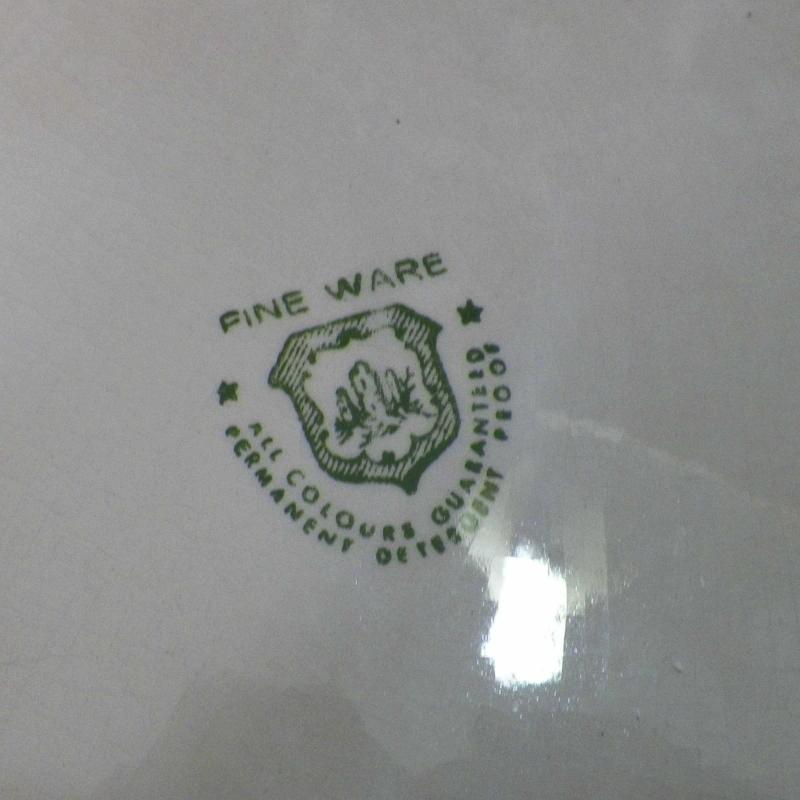 FINE WARE
ALL COLOURS GUARANTEED
PERMANENT DETERGENT PROOF